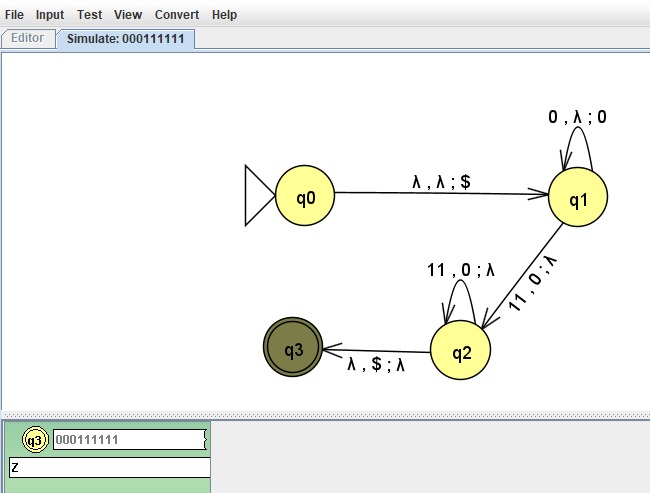 File Input Test View Convert Help
Editor Simulate: 000111111
0 , λ ; 0
λ , λ ; $
q0
q1
11 , 0 ; λ
11 , 0 ; λ
q3
q2
λ , $ ; λ
q3 000111111
Z